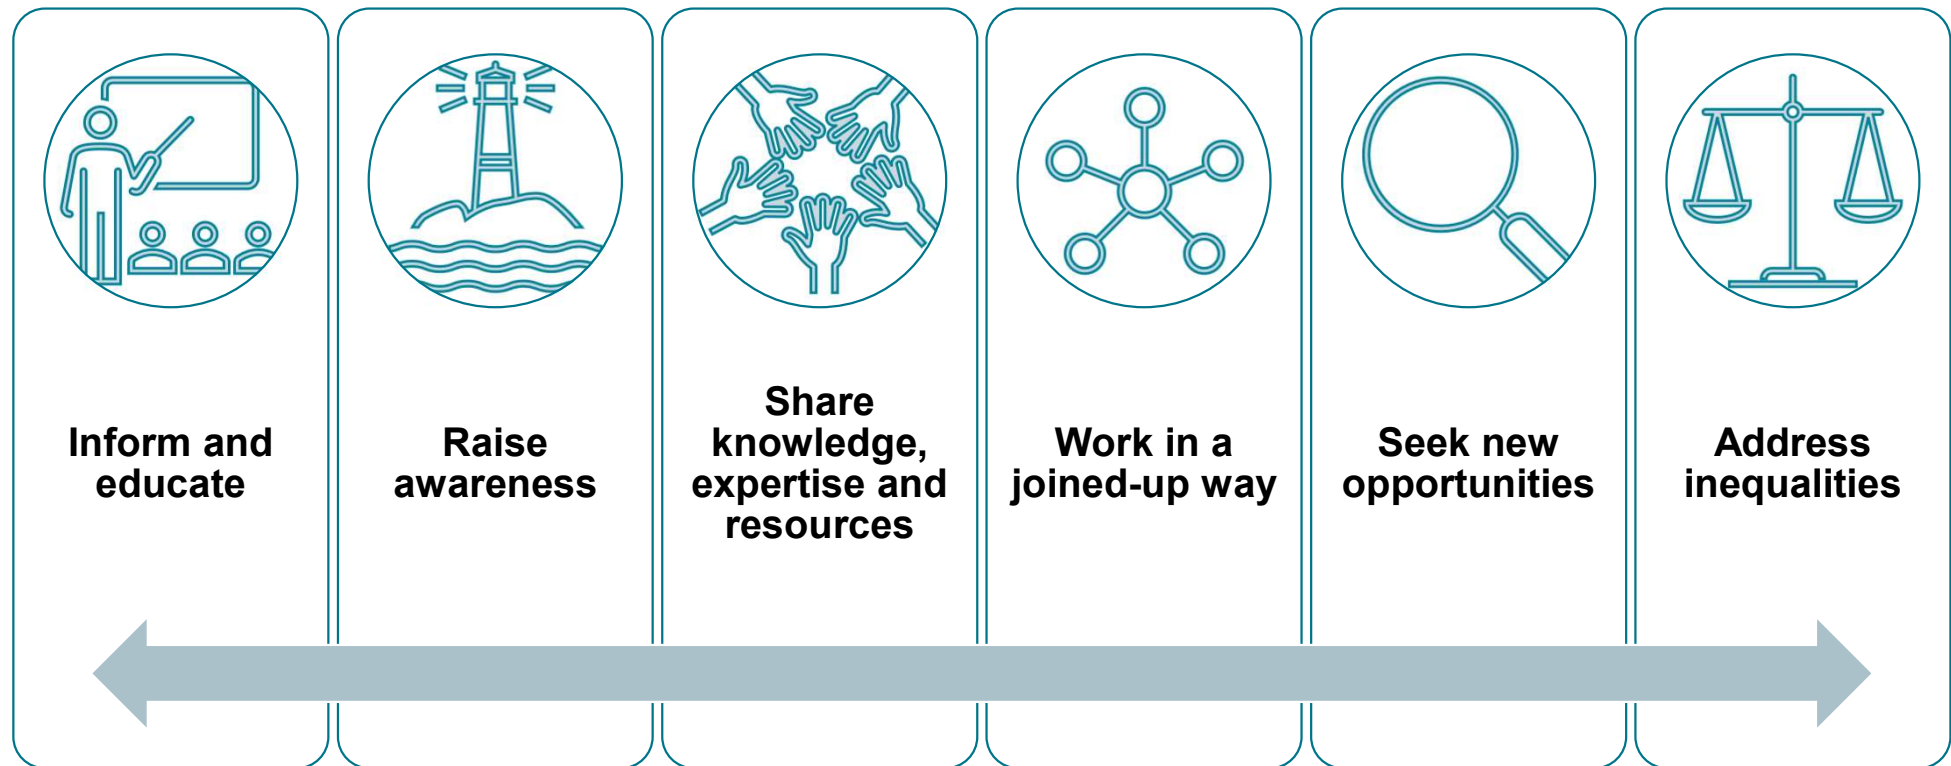 Inform and
educate
Raise
awareness
Share
knowledge,
expertise and
resources
Work in a
joined-up way
Seek new
opportunities
Address
inequalities